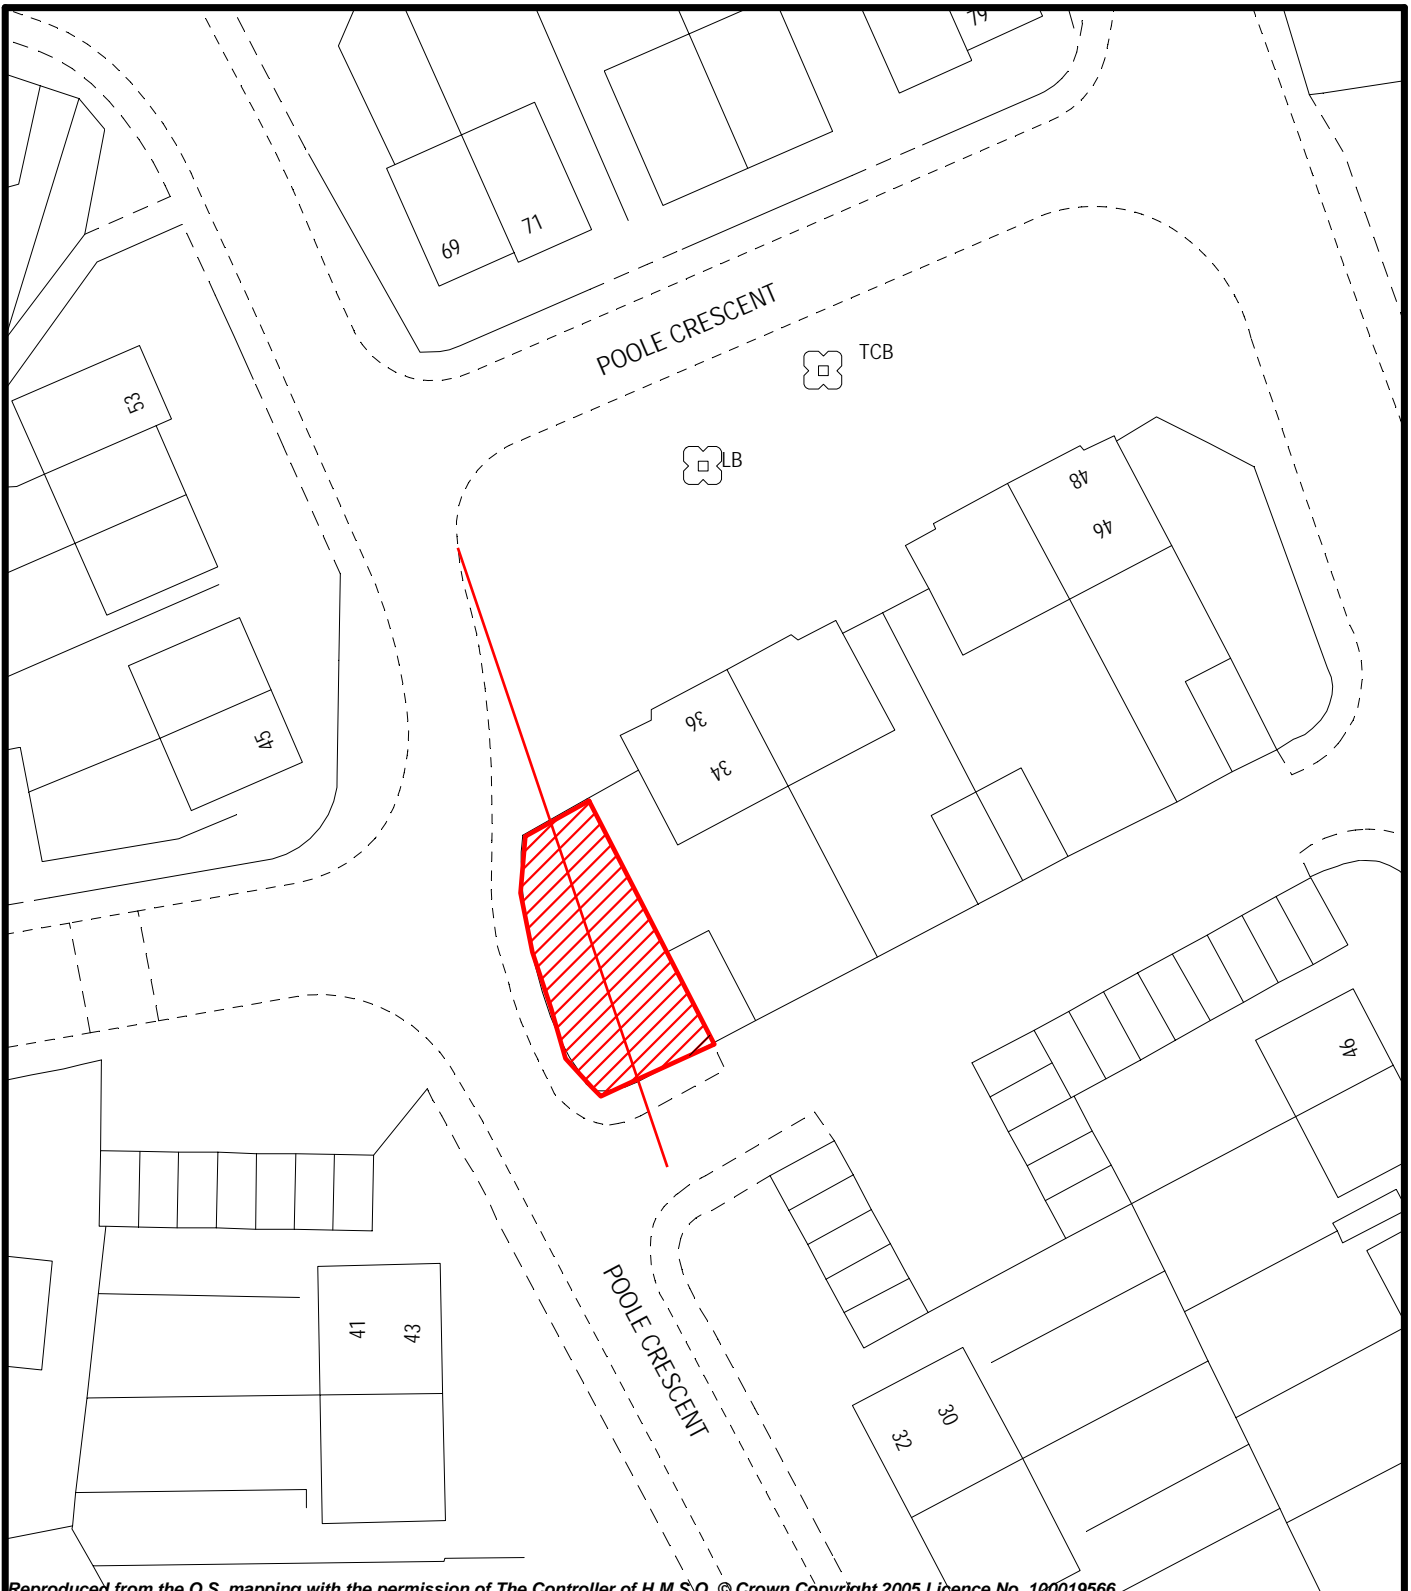 79
71
69
POOLE CRESCENT
TCB
53
LB
48
46
36
34
45
46
POOLE CRESCENT
41
43
30
32
Reproduced from the O.S. mapping with the permission of The Controller of H.M.S.O. © Crown Copyright 2005 Licence No. 100019566